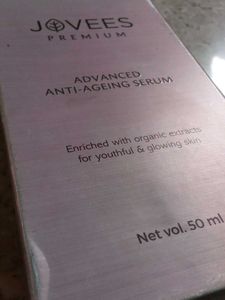 JOVEES
PREMIUM
ADVANCED
ANTI-AGEING SERUM
Enriched with organic extracts
for youthful & glowing skin
Net vol. 50 ml